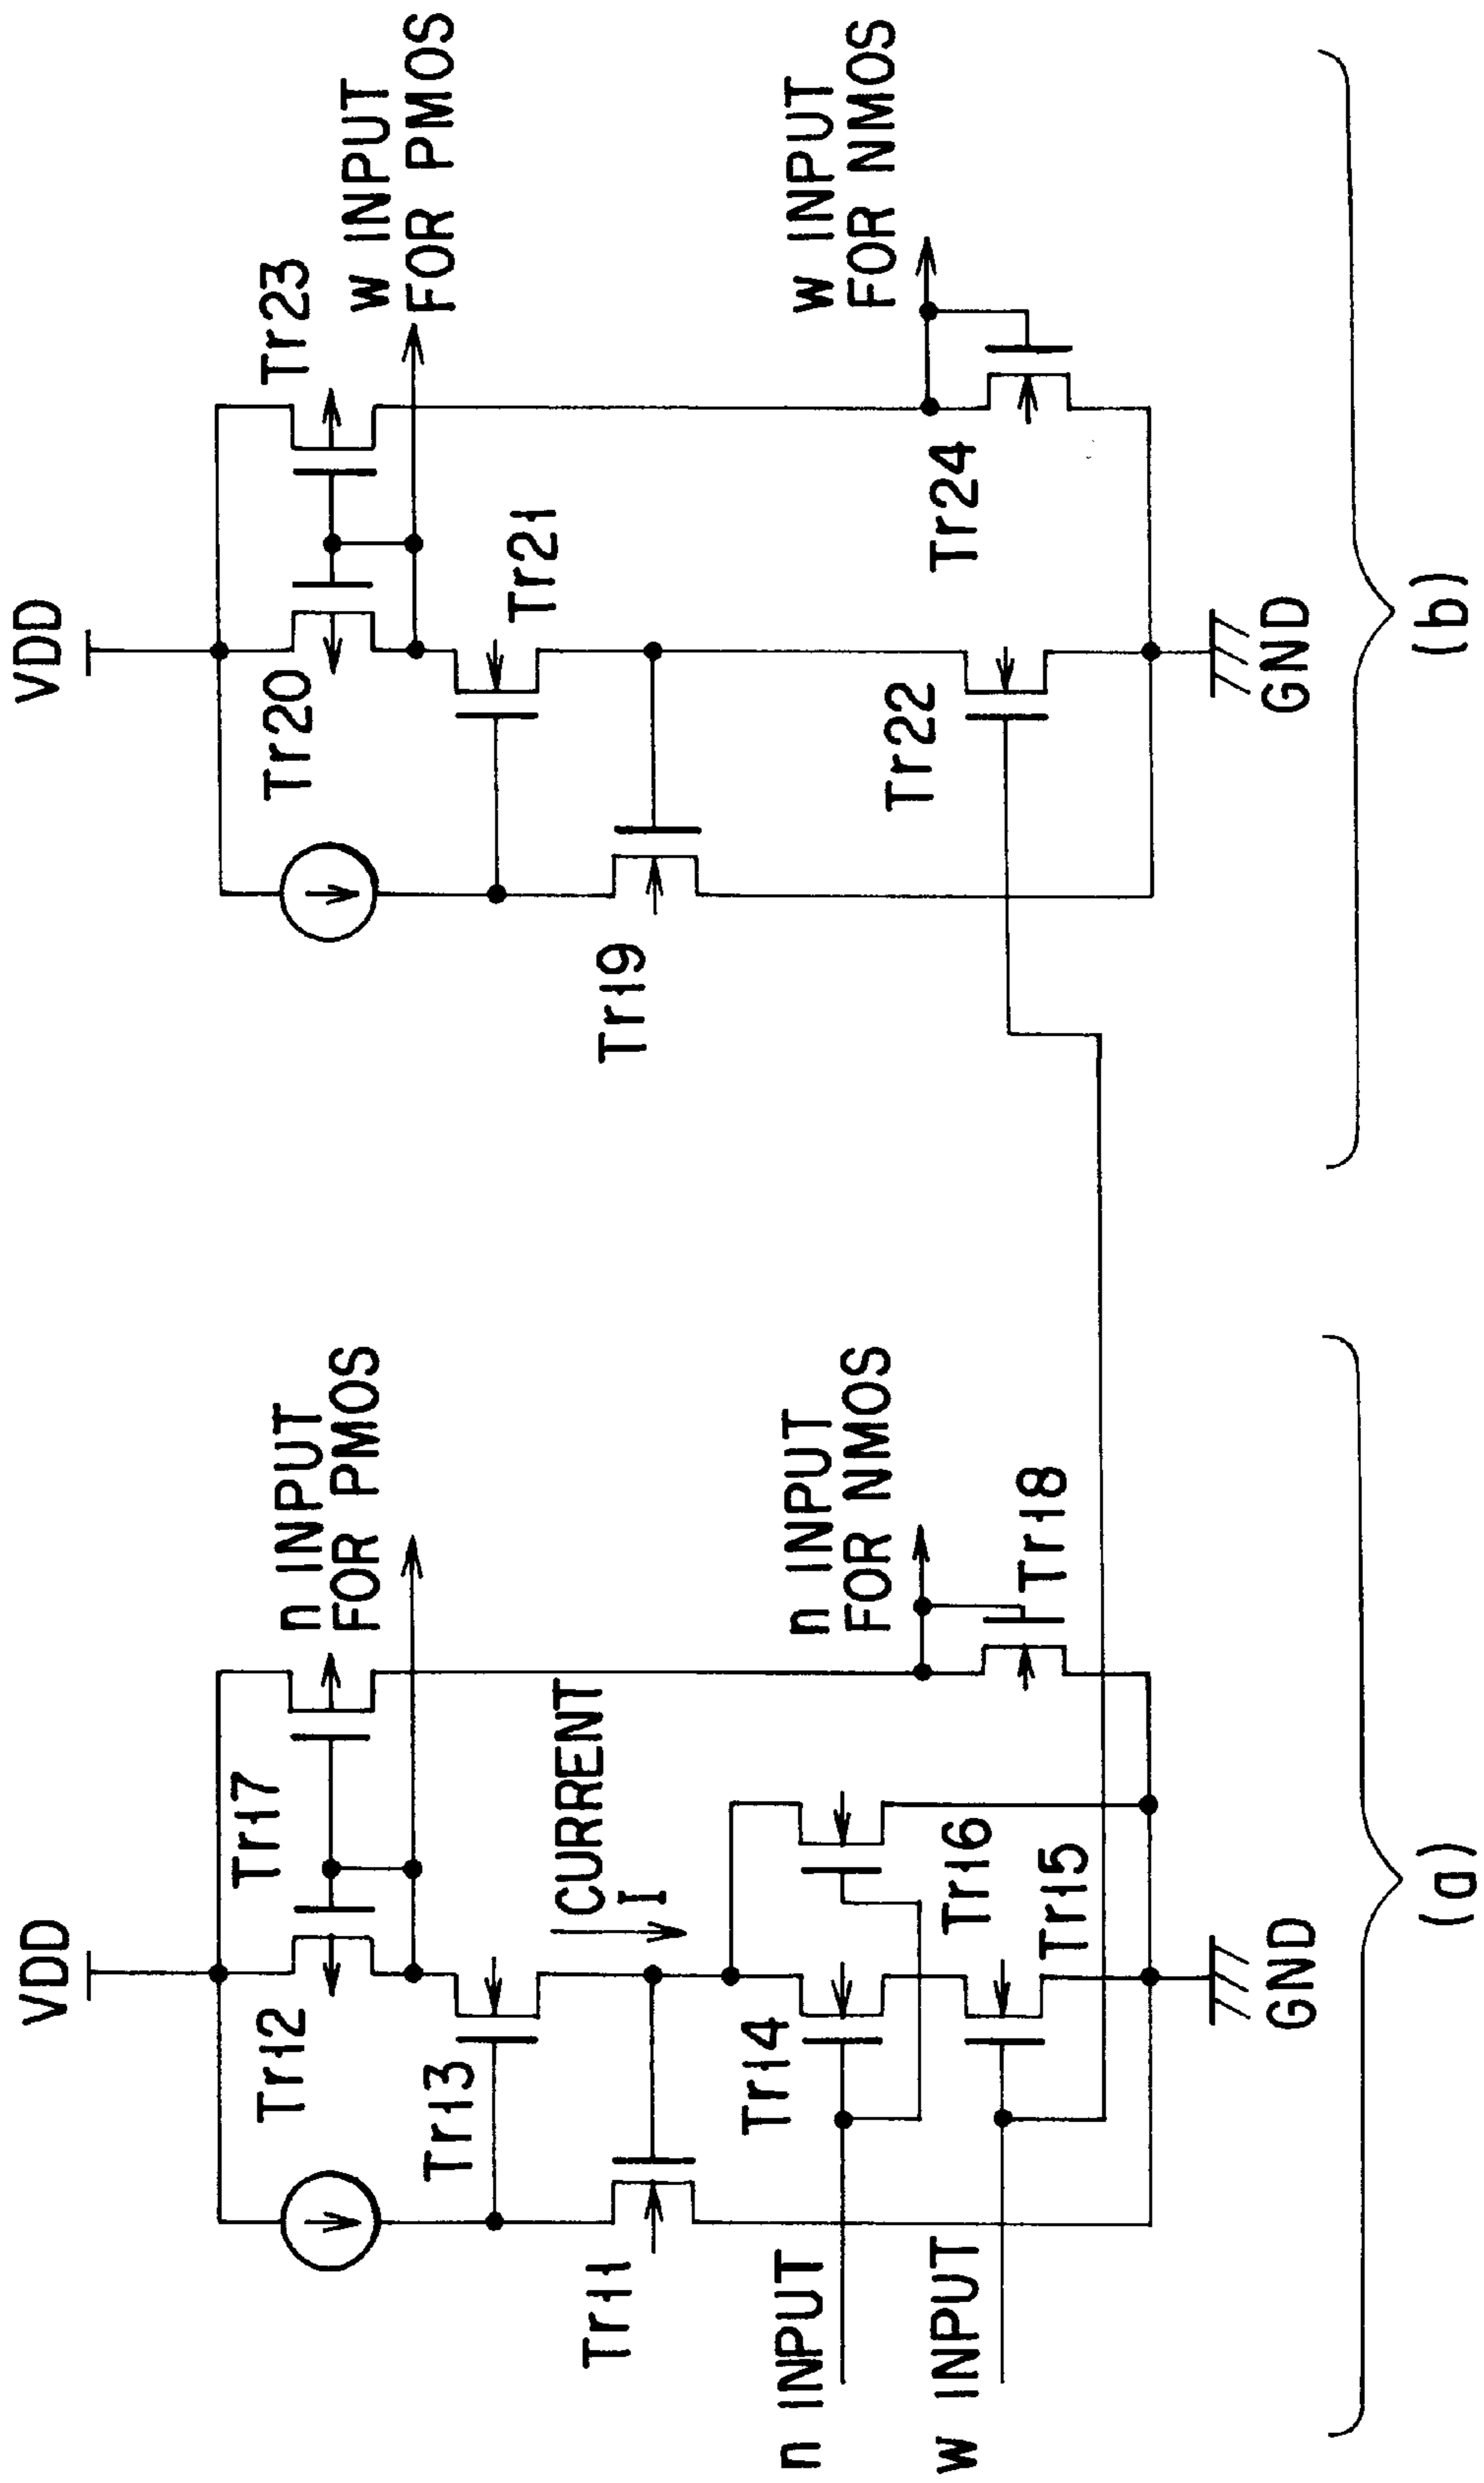 VDD
Tr12
Tr17
n INPUT
FOR PMOS
Tr13
CURRENT
I
Tr11
n INPUT
Tr14
Tr16
n INPUT
FOR NMOS
w INPUT
Tr15
Tr18
GND
(a)
VDD
Tr20
Tr23
w INPUT
FOR PMOS
Tr21
Tr19
Tr22
Tr24
w INPUT
FOR NMOS
GND
(b)